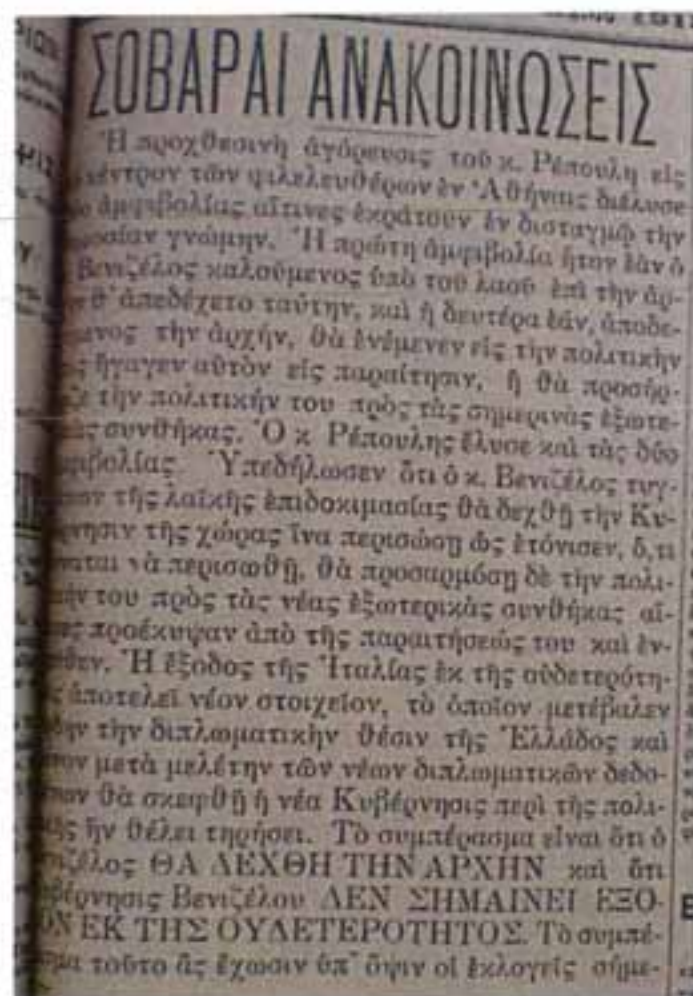 ΣΟΒΑΡΑΙ ΑΝΑΚΟΙΝΩΣΕΙΣ
Ἡ προχθεσινὴ ἀγόρευσις τοῦ κ. Ρέπουλη εἰς
κέντρον τῶν φιλελευθέρων ἐν Ἀθήναις διέλυσε
ἀμφιβολίας αἵτινες ἐκράτουν ἐν δισταγμῷ τὴν
γνώμην. Ἡ πρώτη ἀμφιβολία ἦτον ἐὰν ὁ
Βενιζέλος καλούμενος ὑπὸ τοῦ λαοῦ ἐπὶ τὴν ἀρ-
θ' ἀπεδέχετο ταύτην, καὶ ἡ δευτέρα ἐάν, ἀποδε-
τὴν ἀρχήν, θὰ ἐνέμενεν εἰς τὴν πολιτικὴν
ἤγαγεν αὐτὸν εἰς παραίτησιν, ἢ θὰ προσήρ-
τὴν πολιτικήν του πρὸς τὰς σημερινὰς ἐξωτε-
συνθήκας. Ὁ κ Ρέπουλης ἔλυσε καὶ τὰς δύο
Ὑπεδήλωσεν ὅτι ὁ κ. Βενιζέλος τυγ-
τῆς λαϊκῆς ἐπιδοκιμασίας θὰ δεχθῇ τὴν Κυ-
τῆς χώρας ἵνα περισώσῃ ὡς ἐτόνισεν, ὅ,τι
νὰ περισωθῇ, θὰ προσαρμόσῃ δὲ τὴν πολι-
του πρὸς τὰς νέας ἐξωτερικὰς συνθήκας αἵ-
προέκυψαν ἀπὸ τῆς παραιτήσεώς του καὶ ἐν-
Ἡ ἔξοδος τῆς Ἰταλίας ἐκ τῆς οὐδετερότη-
ἀποτελεῖ νέον στοιχεῖον, τὸ ὁποῖον μετέβαλεν
τὴν διπλωματικὴν θέσιν τῆς Ἑλλάδος καὶ
μετὰ μελέτην τῶν νέων διπλωματικῶν δεδο-
θὰ σκεφθῇ ἡ νέα Κυβέρνησις περὶ τῆς πολι-
ἣν θέλει τηρήσει. Τὸ συμπέρασμα εἶναι ὅτι ὁ
ΘΑ ΔΕΧΘΗ ΤΗΝ ΑΡΧΗΝ καὶ ὅτι
Βενιζέλου ΔΕΝ ΣΗΜΑΙΝΕΙ ΕΞΟ-
ΕΚ ΤΗΣ ΟΥΔΕΤΕΡΟΤΗΤΟΣ. Τὸ συμπέ-
τοῦτο ἂς ἔχωσιν ὑπ' ὄψιν οἱ ἐκλογεῖς σήμε-